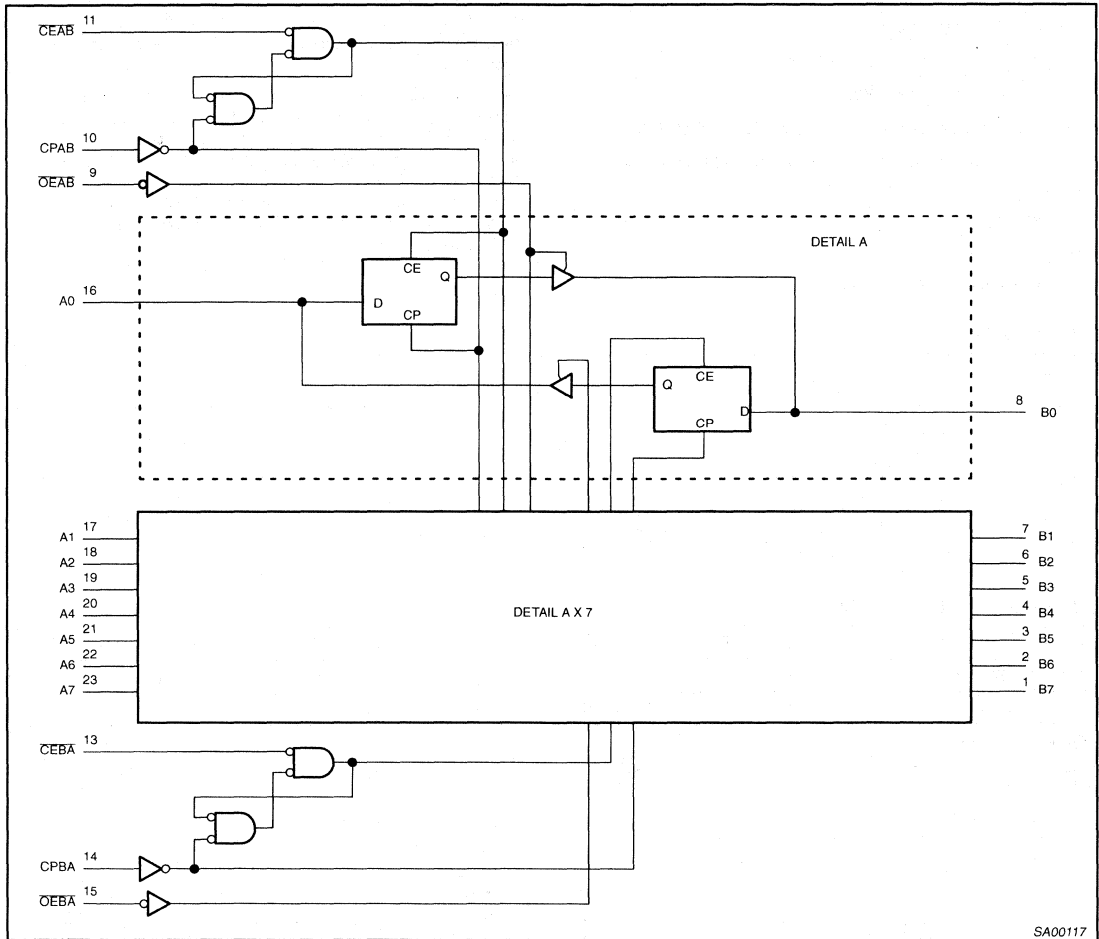 CEAB 11
CPAB 10
OEAB 9
DETAIL A
CE
Q
A0 16
D
CP
CE
Q
D
8 B0
CP
A1 17
7 B1
A2 18
6 B2
A3 19
5 B3
A4 20
DETAIL A X 7
4 B4
A5 21
3 B5
A6 22
2 B6
A7 23
1 B7
CEBA 13
CPBA 14
OEBA 15
SA00117